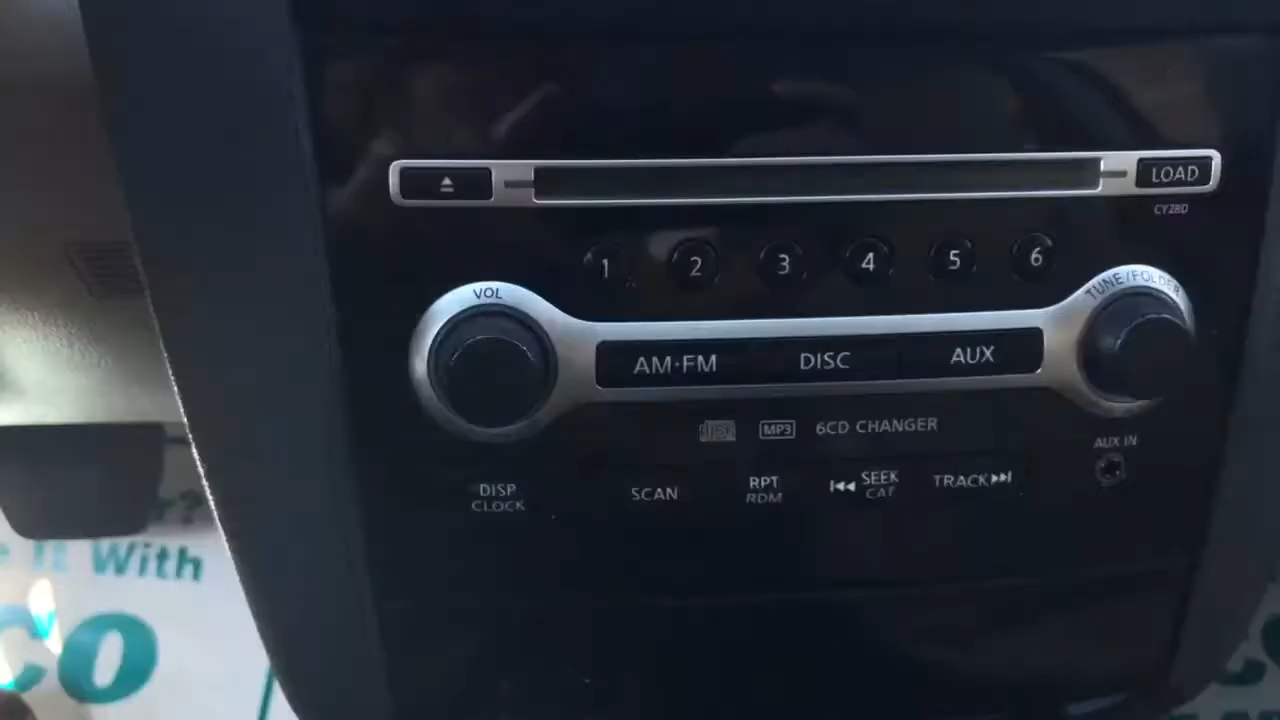 LOAD
CY28D
1 2 3 4 5 6
VOL
TUNE/FOLDER
AM·FM DISC AUX
MP3 6CD CHANGER
AUX IN
DISP
CLOCK
SCAN
RPT
RDM
SEEK
CAT
TRACK
It With
co